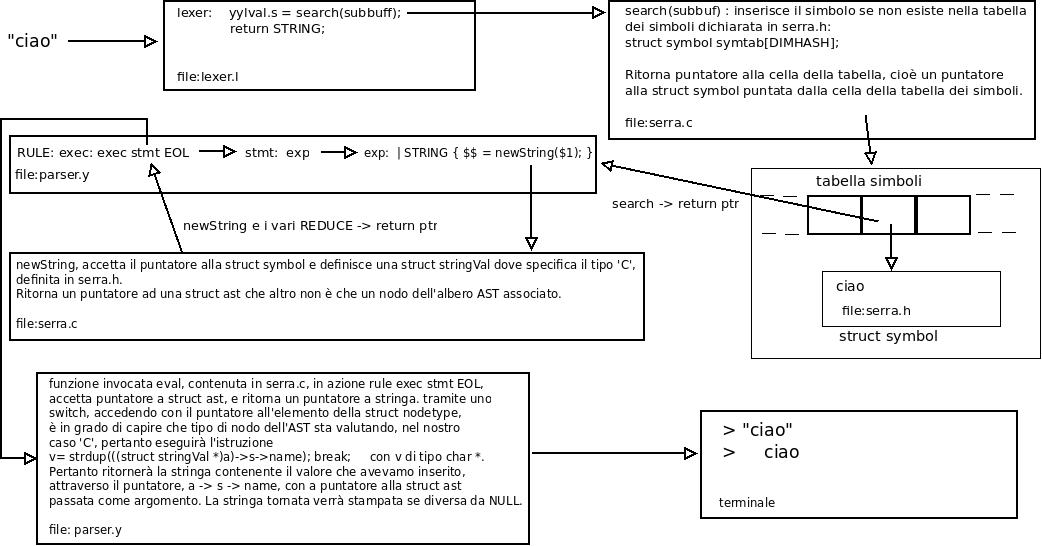 "ciao"
lexer: yylval.s = search(subbuff);
return STRING;
file:lexer.l
search(subbuf) : inserisce il simbolo se non esiste nella tabella
dei simboli dichiarata in serra.h:
struct symbol symtab[DIMHASH];
Ritorna puntatore alla cella della tabella, cioè un puntatore
alla struct symbol puntata dalla cella della tabella dei simboli.
file:serra.c
RULE: exec: exec stmt EOL
stmt: exp
exp: | STRING { $$ = newString($1); }
file:parser.y
tabella simboli
search -> return ptr
newString e i vari REDUCE -> return ptr
ciao
file:serra.h
struct symbol
newString, accetta il puntatore alla struct symbol e definisce una struct stringVal dove specifica il tipo 'C',
definita in serra.h.
Ritorna un puntatore ad una struct ast che altro non è che un nodo dell'albero AST associato.
file:serra.c
funzione invocata eval, contenuta in serra.c, in azione rule exec stmt EOL,
accetta puntatore a struct ast, e ritorna un puntatore a stringa. tramite uno
switch, accedendo con il puntatore all'elemento della struct nodetype,
è in grado di capire che tipo di nodo dell'AST sta valutando, nel nostro
caso 'C', pertanto eseguirà l'istruzione
v= strdup(((struct stringVal *)a)->s->name); break; con v di tipo char *.
Pertanto ritornerà la stringa contenente il valore che avevamo inserito,
attraverso il puntatore, a -> s -> name, con a puntatore alla struct ast
passata come argomento. La stringa tornata verrà stampata se diversa da NULL.
file: parser.y
> "ciao"
> ciao
terminale